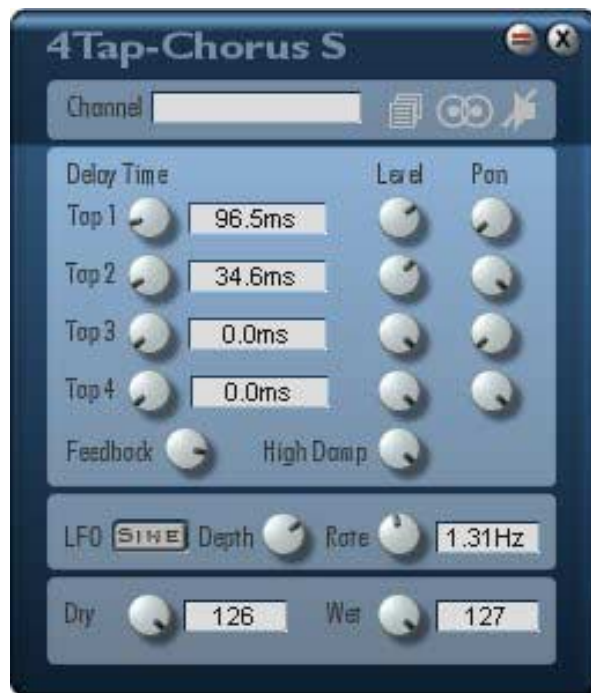 4Tap-Chorus S
Channel
Delay Time Level Pan
Tap 1 96.5ms
Tap 2 34.6ms
Tap 3 0.0ms
Tap 4 0.0ms
Feedback High Damp
LFO SINE Depth Rate 1.31Hz
Dry 126 Wet 127